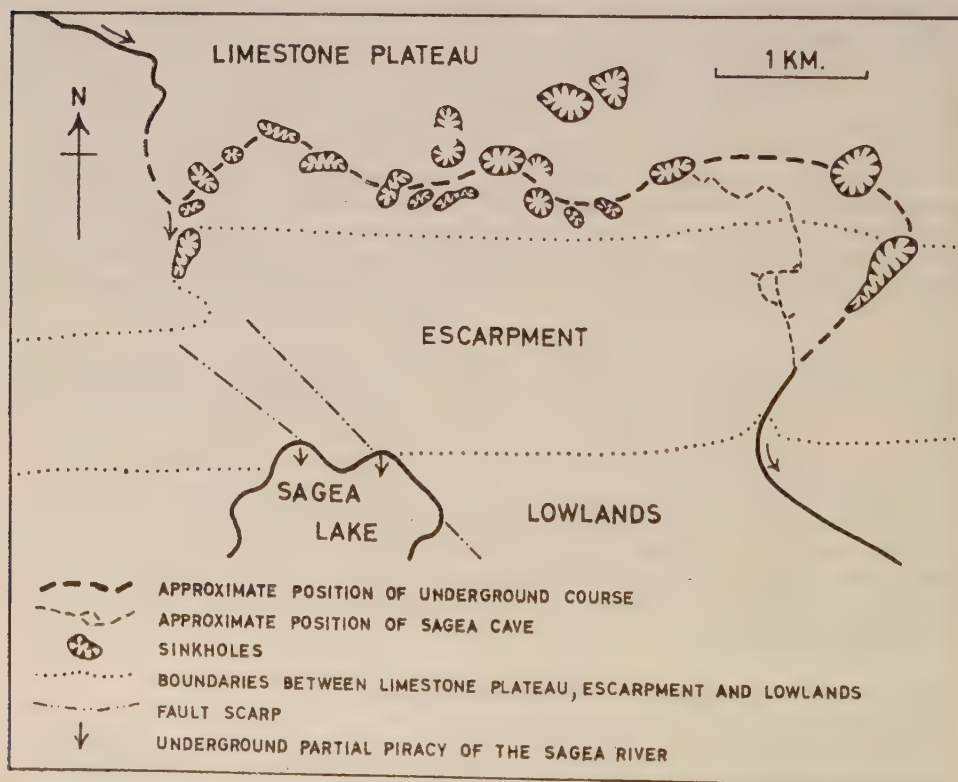 LIMESTONE PLATEAU
1 KM.
N
ESCARPMENT
SAGEA
LAKE
LOWLANDS
APPROXIMATE POSITION OF UNDERGROUND COURSE
APPROXIMATE POSITION OF SAGEA CAVE
SINKHOLES
BOUNDARIES BETWEEN LIMESTONE PLATEAU, ESCARPMENT AND LOWLANDS
FAULT SCARP
UNDERGROUND PARTIAL PIRACY OF THE SAGEA RIVER